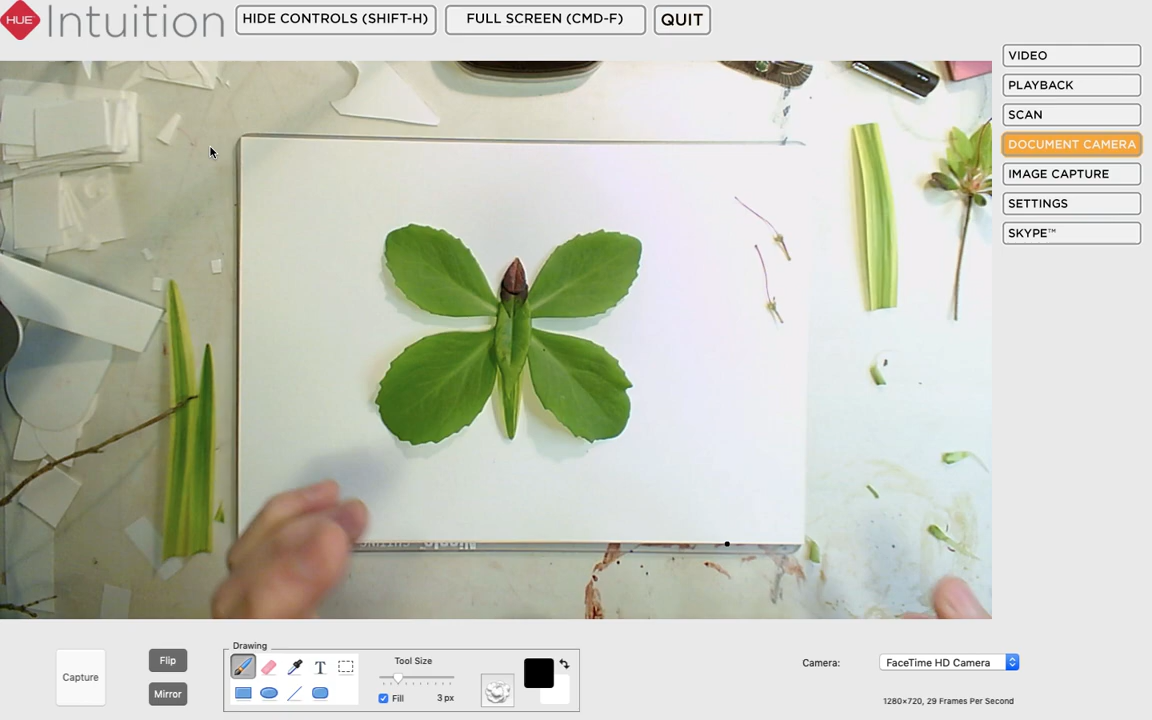 HUE Intuition
HIDE CONTROLS (SHIFT-H)
FULL SCREEN (CMD-F)
QUIT
VIDEO
PLAYBACK
SCAN
DOCUMENT CAMERA
IMAGE CAPTURE
SETTINGS
SKYPE™
Capture
Flip
Mirror
Drawing
T
Tool Size
Fill
3 px
Camera:
FaceTime HD Camera
1280×720, 29 Frames Per Second